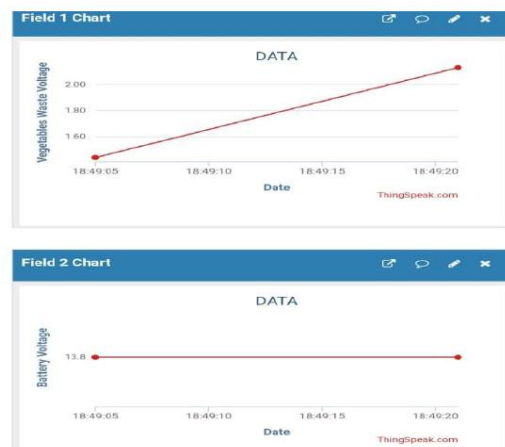 Field 1 Chart
DATA
Vegetables Waste Voltage
2.00
1.80
1.60
18:49:05 18:49:10 18:49:15 18:49:20
Date
ThingSpeak.com
Field 2 Chart
DATA
Battery Voltage
13.8
18:49:05 18:49:10 18:49:15 18:49:20
Date
ThingSpeak.com